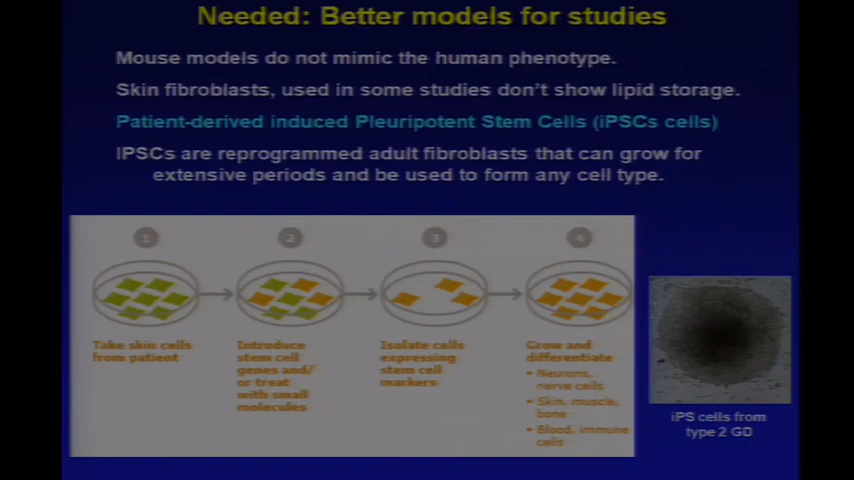 Needed: Better models for studies
Mouse models do not mimic the human phenotype.
Skin fibroblasts, used in some studies don't show lipid storage.
Patient-derived induced Pleuripotent Stem Cells (iPSCs cells)
IPSCs are reprogrammed adult fibroblasts that can grow for
extensive periods and be used to form any cell type.
1
2
3
4
Take skin cells
from patient
Introduce
stem cell
genes and/
or treat
with small
molecules
Isolate cells
expressing
stem cell
markers
Grow and
differentiate
• Neurons,
nerve cells
• Skin, muscle,
bone
• Blood, immune
cells
iPS cells from
type 2 GD